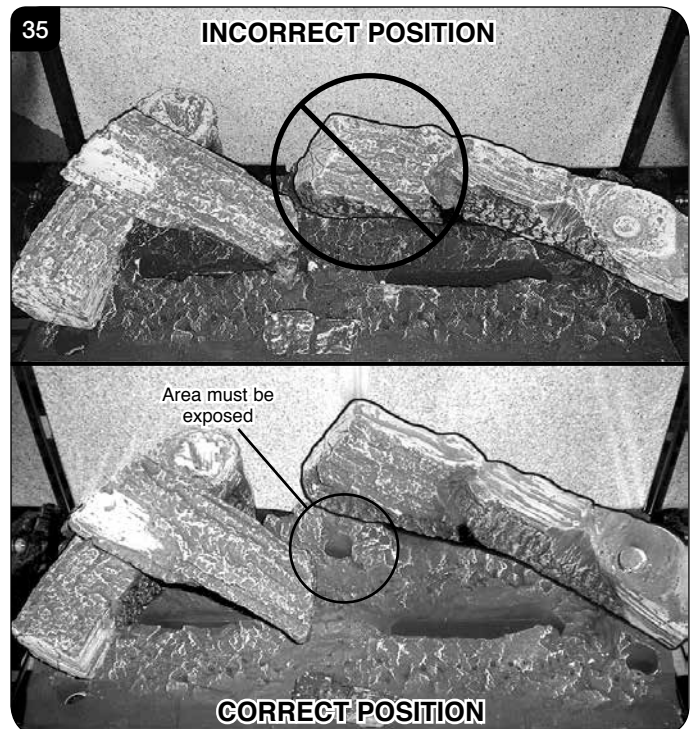 35
INCORRECT POSITION
Area must be
exposed
CORRECT POSITION